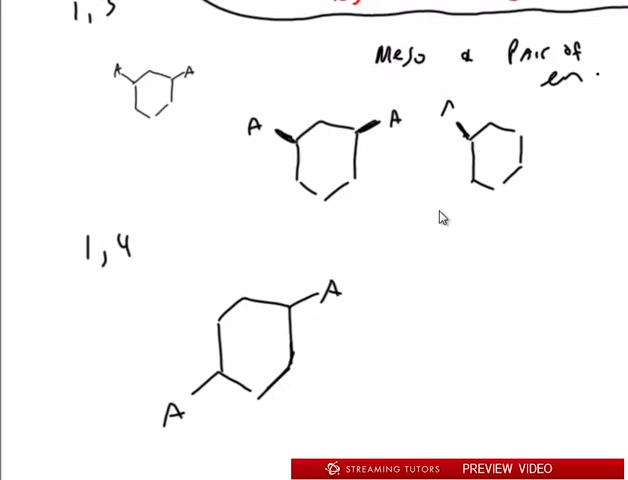 1, 3
Meso & PAIR of
en.
A A
A A A
1, 4
A
A
STREAMING TUTORS PREVIEW VIDEO